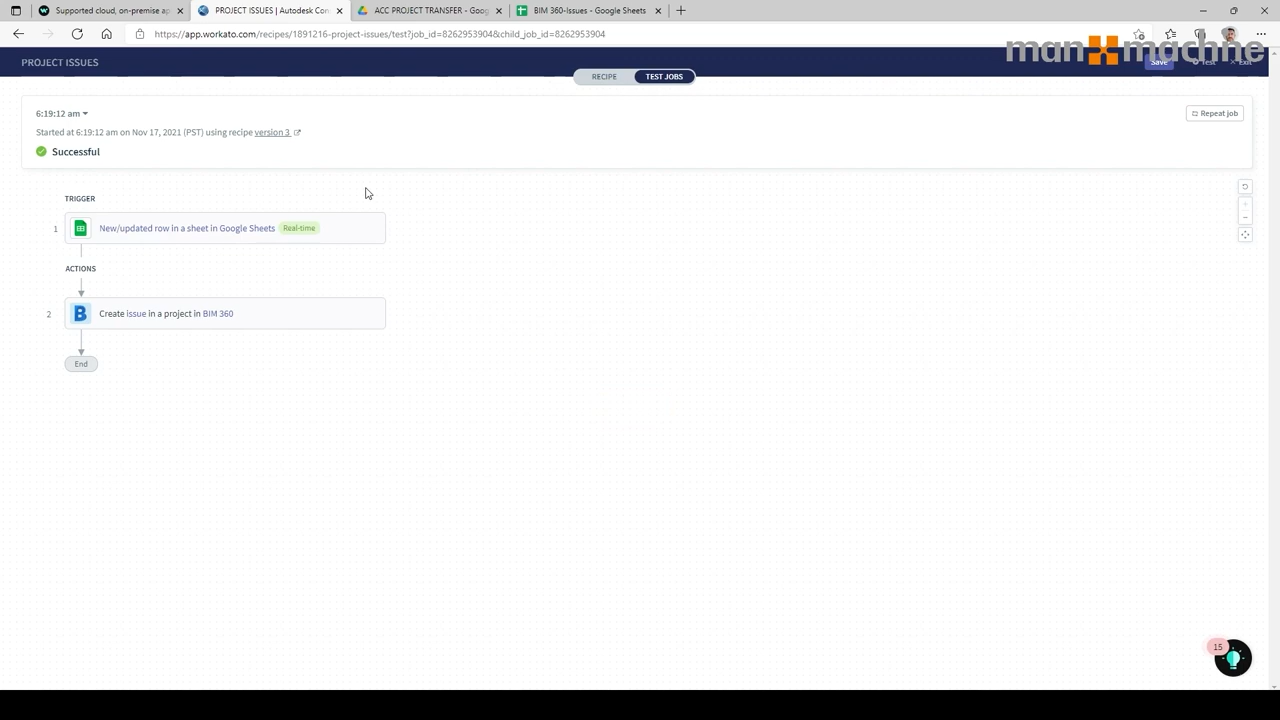 Supported cloud, on-premise ap
PROJECT ISSUES | Autodesk Con
ACC PROJECT TRANSFER - Goog
BIM 360-Issues - Google Sheets
https://app.workato.com/recipes/1891216-project-issues/test?job_id=8262953904&child_job_id=8262953904
PROJECT ISSUES
man machine
Save
Test
Exit
RECIPE
TEST JOBS
6:19:12 am
Repeat job
Started at 6:19:12 am on Nov 17, 2021 (PST) using recipe version 3
Successful
TRIGGER
1
New/updated row in a sheet in Google Sheets Real-time
ACTIONS
2
B
Create issue in a project in BIM 360
End
15